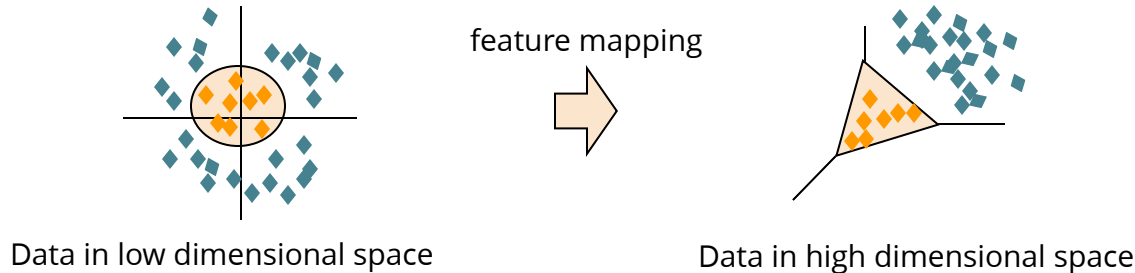 feature mapping
Data in low dimensional space
Data in high dimensional space